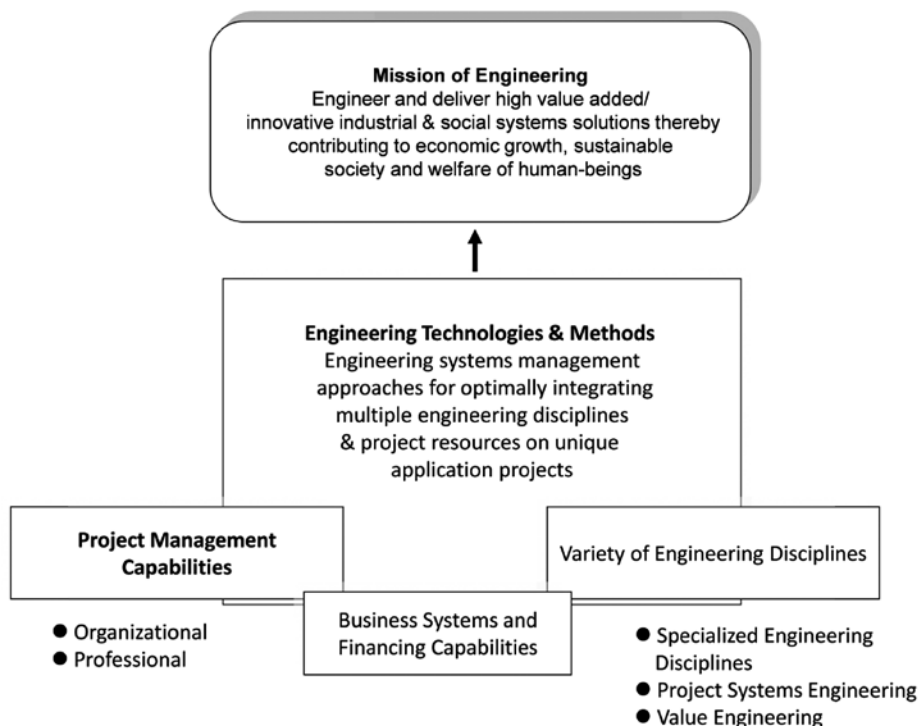 Mission of Engineering
Engineer and deliver high value added/
innovative industrial & social systems solutions thereby
contributing to economic growth, sustainable
society and welfare of human-beings
Engineering Technologies & Methods
Engineering systems management
approaches for optimally integrating
multiple engineering disciplines
& project resources on unique
application projects
Project Management
Capabilities
Variety of Engineering Disciplines
Business Systems and
Financing Capabilities
● Organizational
● Professional
● Specialized Engineering
Disciplines
● Project Systems Engineering
● Value Engineering